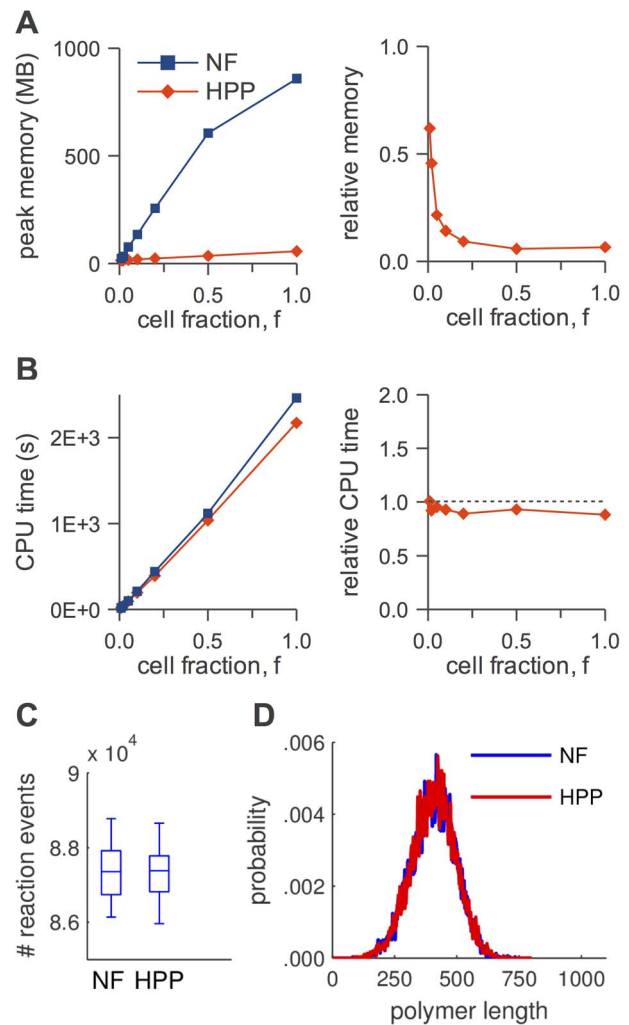 A
peak memory (MB)
1000
500
0
NF
HPP
0.0 0.5 1.0
cell fraction, f
relative memory
1.0
0.5
0.0
0.0 0.5 1.0
cell fraction, f
B
CPU time (s)
2E+3
1E+3
0E+0
0.0 0.5 1.0
cell fraction, f
relative CPU time
2.0
1.5
1.0
0.5
0.0
0.0 0.5 1.0
cell fraction, f
C
x 10⁴
# reaction events
9
8.8
8.6
NF HPP
D
probability
.006
.004
.002
.000
NF
HPP
0 250 500 750 1000
polymer length